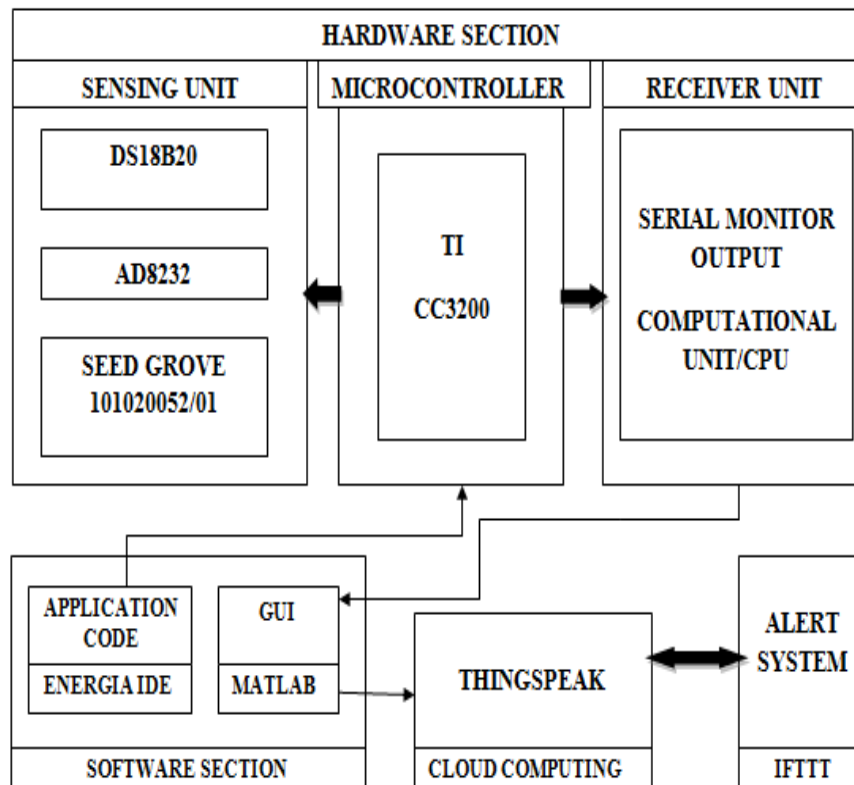 HARDWARE SECTION
SENSING UNIT
MICROCONTROLLER
RECEIVER UNIT
DS18B20
AD8232
SEED GROVE
101020052/01
TI
CC3200
SERIAL MONITOR
OUTPUT
COMPUTATIONAL
UNIT/CPU
APPLICATION
CODE
ENERGIA IDE
GUI
MATLAB
SOFTWARE SECTION
THINGSPEAK
CLOUD COMPUTING
ALERT
SYSTEM
IFTTT